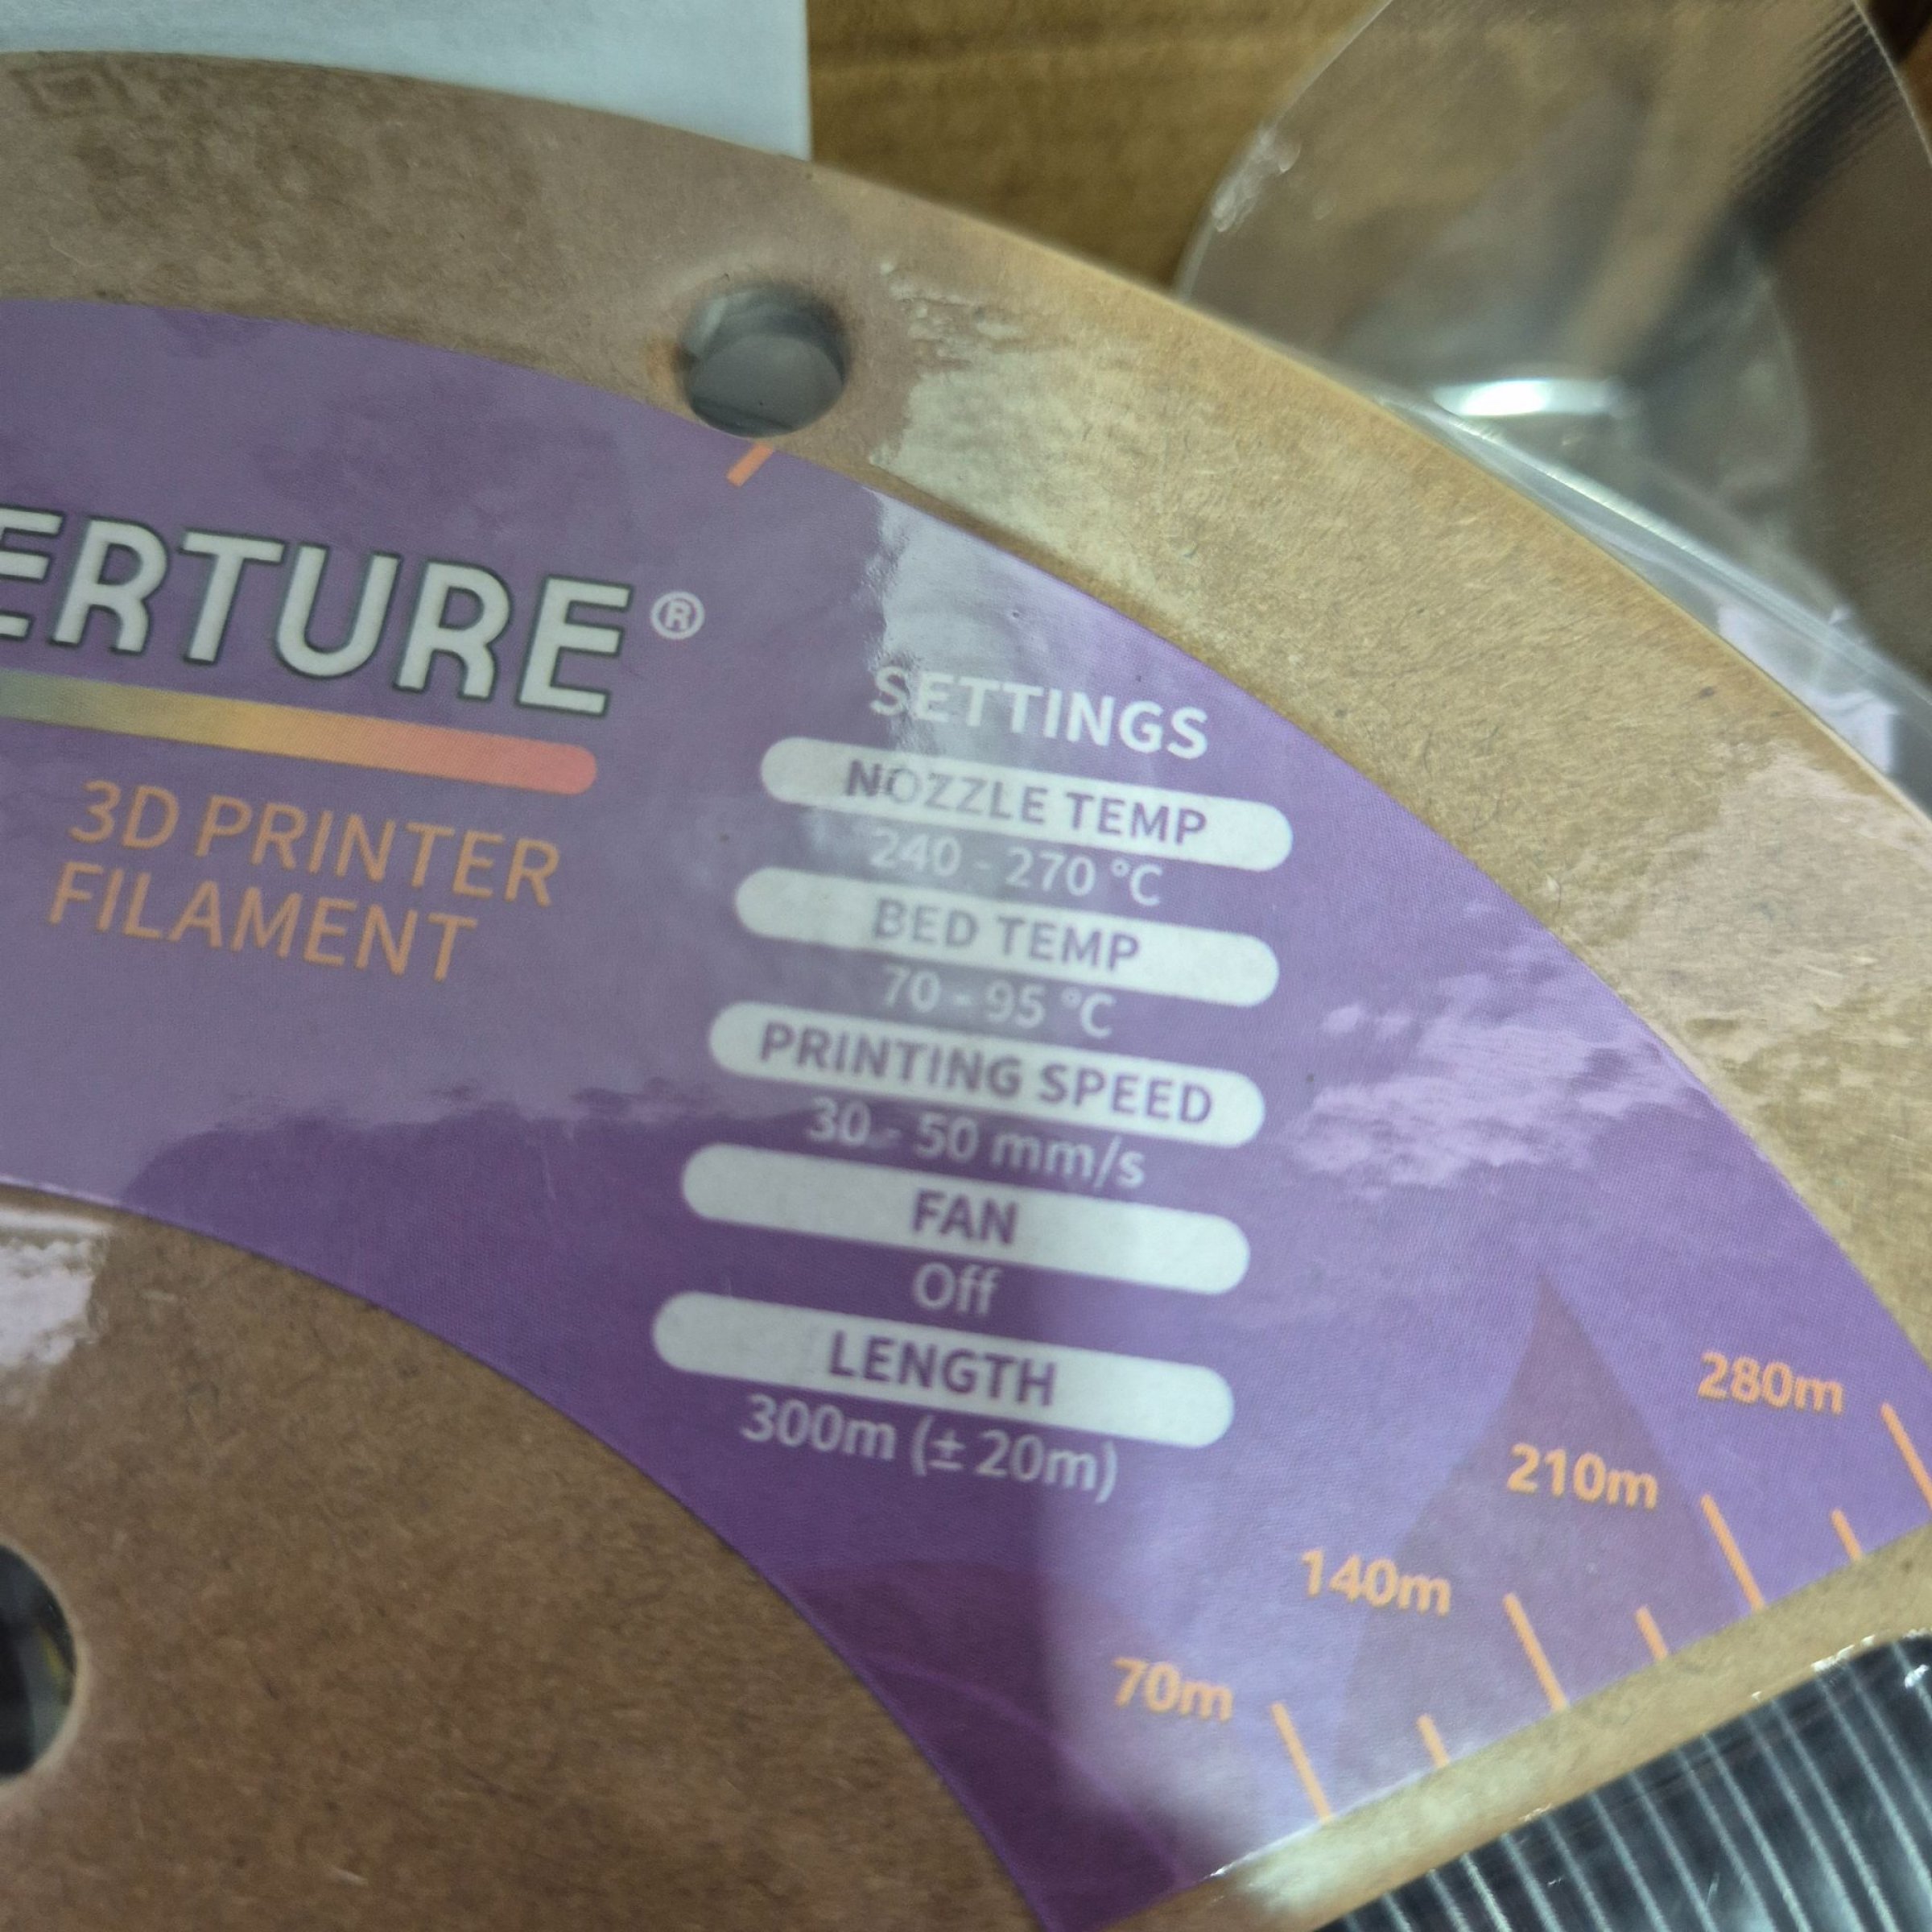 ERTURE®
3D PRINTER
FILAMENT
SETTINGS
NOZZLE TEMP
240 - 270 °C
BED TEMP
70 - 95 °C
PRINTING SPEED
30 - 50 mm/s
FAN
Off
LENGTH
300m (± 20m)
280m
210m
140m
70m